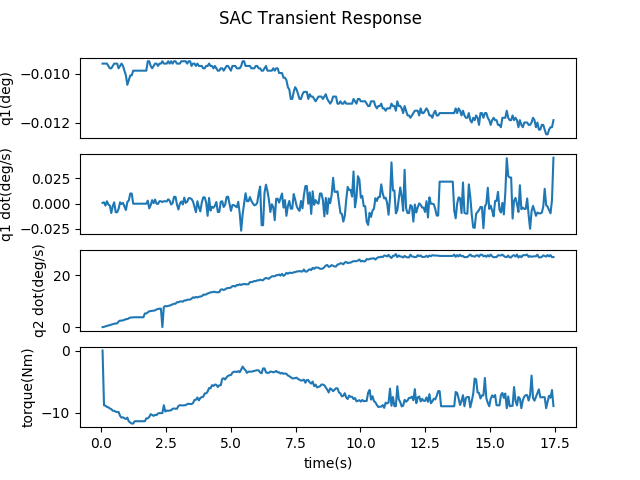 SAC Transient Response
q1(deg)
−0.010
−0.012
q1 dot(deg/s)
0.025
0.000
−0.025
q2 dot(deg/s)
20
0
torque(Nm)
0
−10
0.0 2.5 5.0 7.5 10.0 12.5 15.0 17.5
time(s)